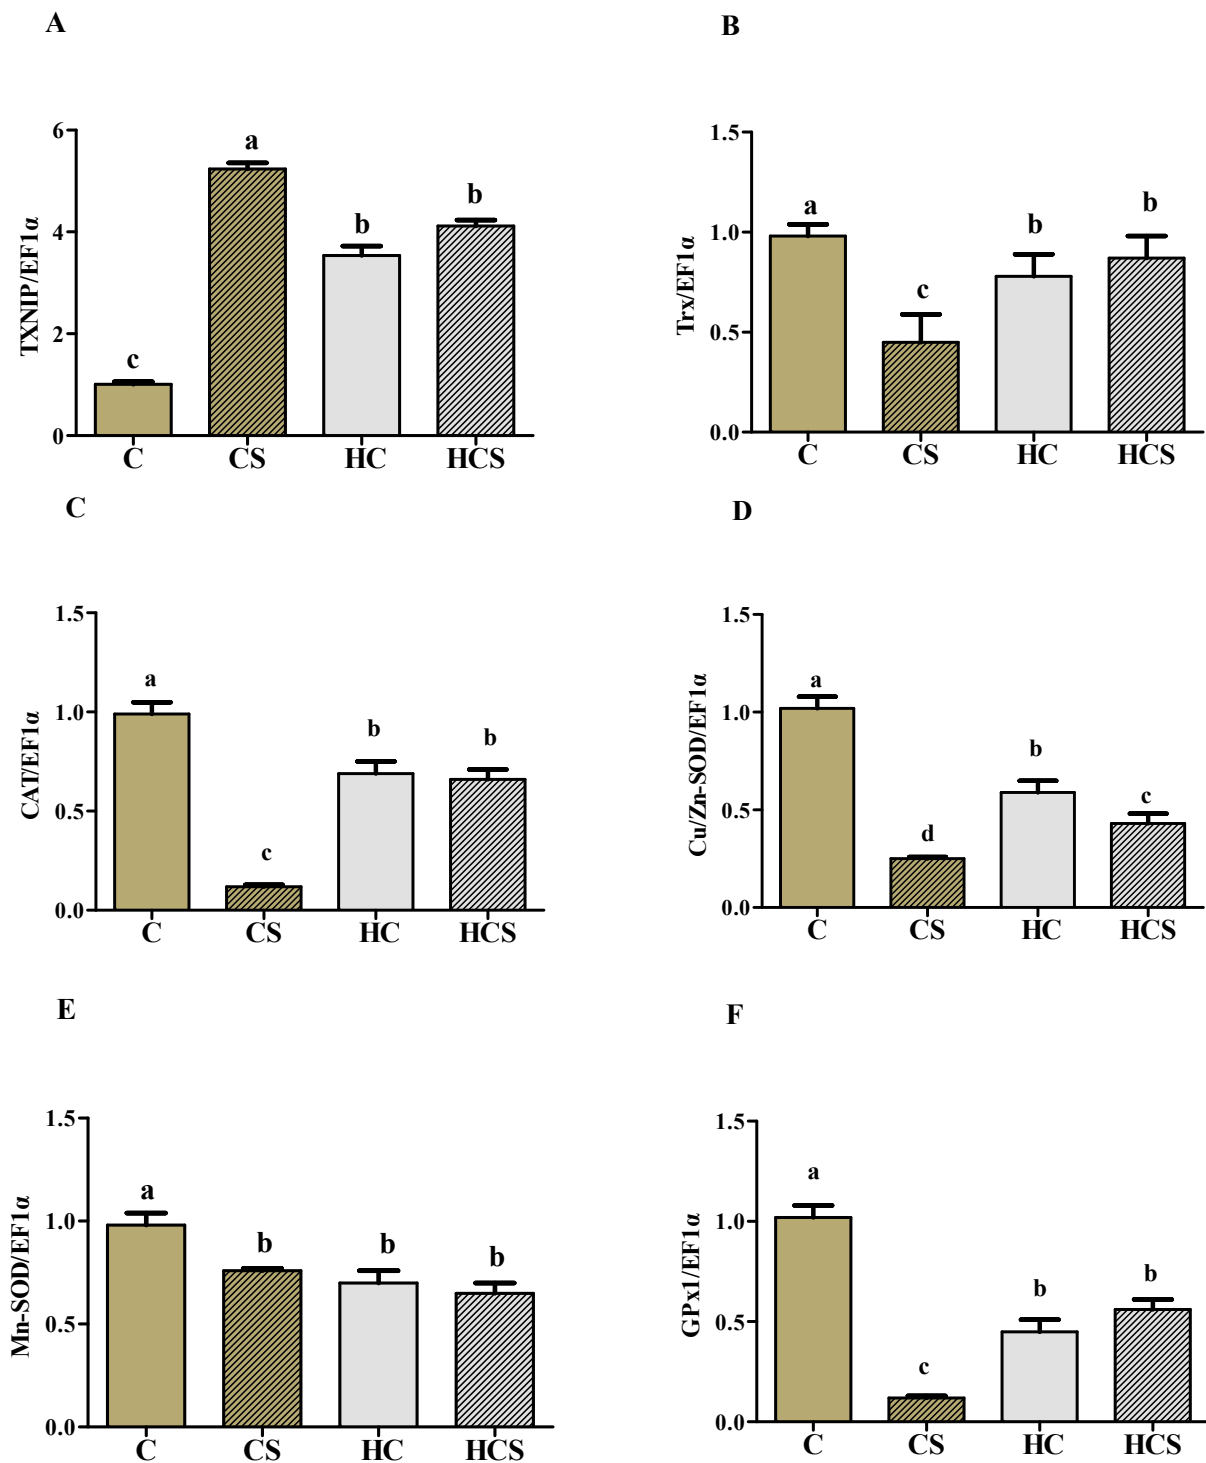 A
TXNIP/EF1α
6
4
2
0
c
a
b
b
C CS HC HCS
B
Trx/EF1α
1.5
1.0
0.5
0.0
a
c
b
b
C CS HC HCS
C
CAT/EF1α
1.5
1.0
0.5
0.0
a
c
b
b
C CS HC HCS
D
Cu/Zn-SOD/EF1α
1.5
1.0
0.5
0.0
a
d
b
c
C CS HC HCS
E
Mn-SOD/EF1α
1.5
1.0
0.5
0.0
a
b
b
b
C CS HC HCS
F
GPx1/EF1α
1.5
1.0
0.5
0.0
a
c
b
b
C CS HC HCS